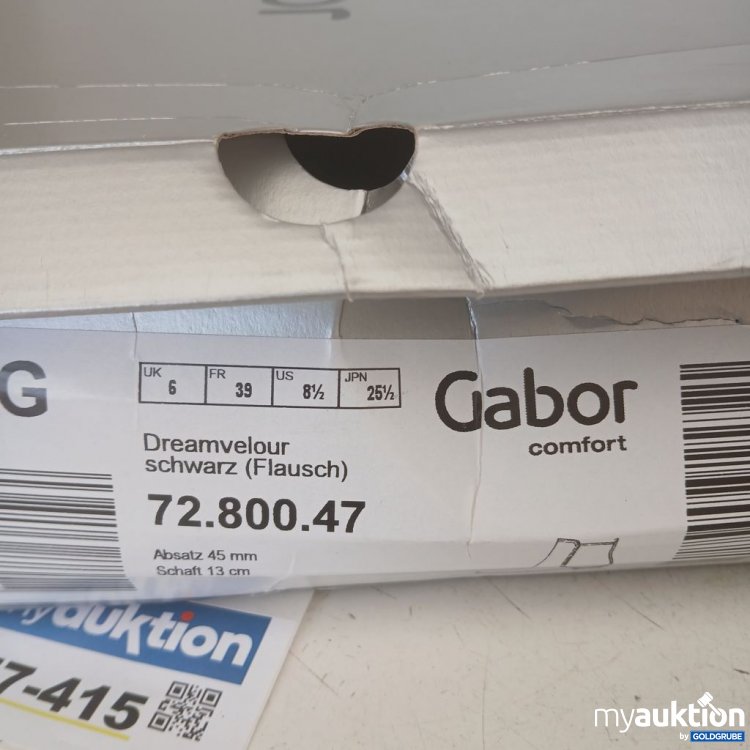 G
UK 6 FR 39 US 8½ JPN 25½
Gabor
comfort
Dreamvelour
schwarz (Flausch)
72.800.47
Absatz 45 mm
Schaft 13 cm
myauktion
7-415
myauktion
by GOLDGRUBE